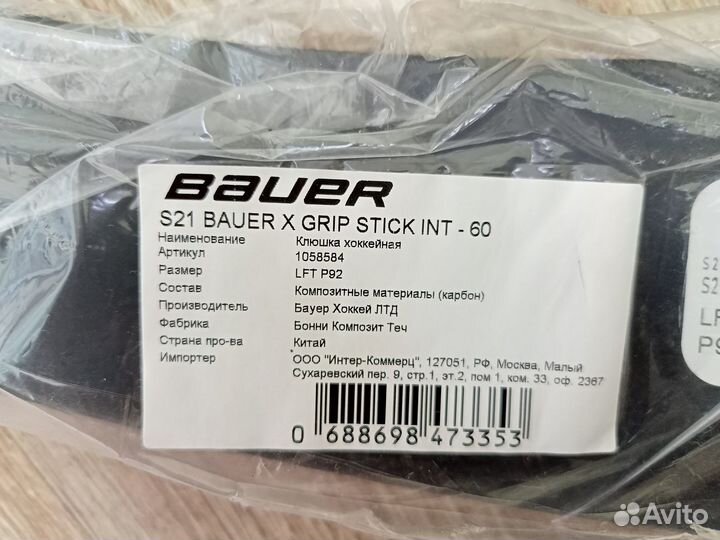 BAUER
S21 BAUER X GRIP STICK INT - 60
Наименование Клюшка хоккейная
Артикул 1058584
Размер LFT P92
Состав Композитные материалы (карбон)
Производитель Бауер Хоккей ЛТД
Фабрика Бонни Композит Теч
Страна про-ва Китай
Импортер ООО "Интер-Коммерц", 127051, РФ, Москва, Малый
Сухаревский пер. 9, стр.1, эт.2, пом 1, ком. 33, оф. 2367
0 688698 473353
S2
S2
LF
P9
Avito